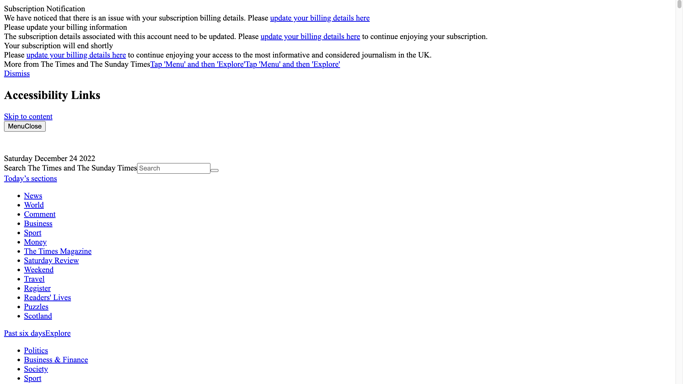 Subscription Notification
We have noticed that there is an issue with your subscription billing details. Please update your billing details here
Please update your billing information
The subscription details associated with this account need to be updated. Please update your billing details here to continue enjoying your subscription.
Your subscription will end shortly
Please update your billing details here to continue enjoying your access to the most informative and considered journalism in the UK.
More from The Times and The Sunday TimesTap 'Menu' and then 'Explore'Tap 'Menu' and then 'Explore'
Dismiss
Accessibility Links
Skip to content
MenuClose
Saturday December 24 2022
Search The Times and The Sunday Times Search
Today's sections
News
World
Comment
Business
Sport
Money
The Times Magazine
Saturday Review
Weekend
Travel
Register
Readers' Lives
Puzzles
Scotland
Past six daysExplore
Politics
Business & Finance
Society
Sport